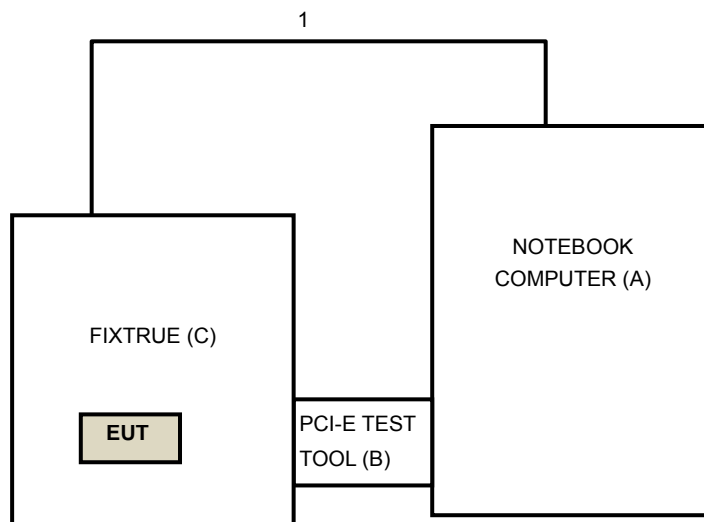 1
NOTEBOOK
COMPUTER (A)
FIXTRUE (C)
EUT
PCI-E TEST
TOOL (B)